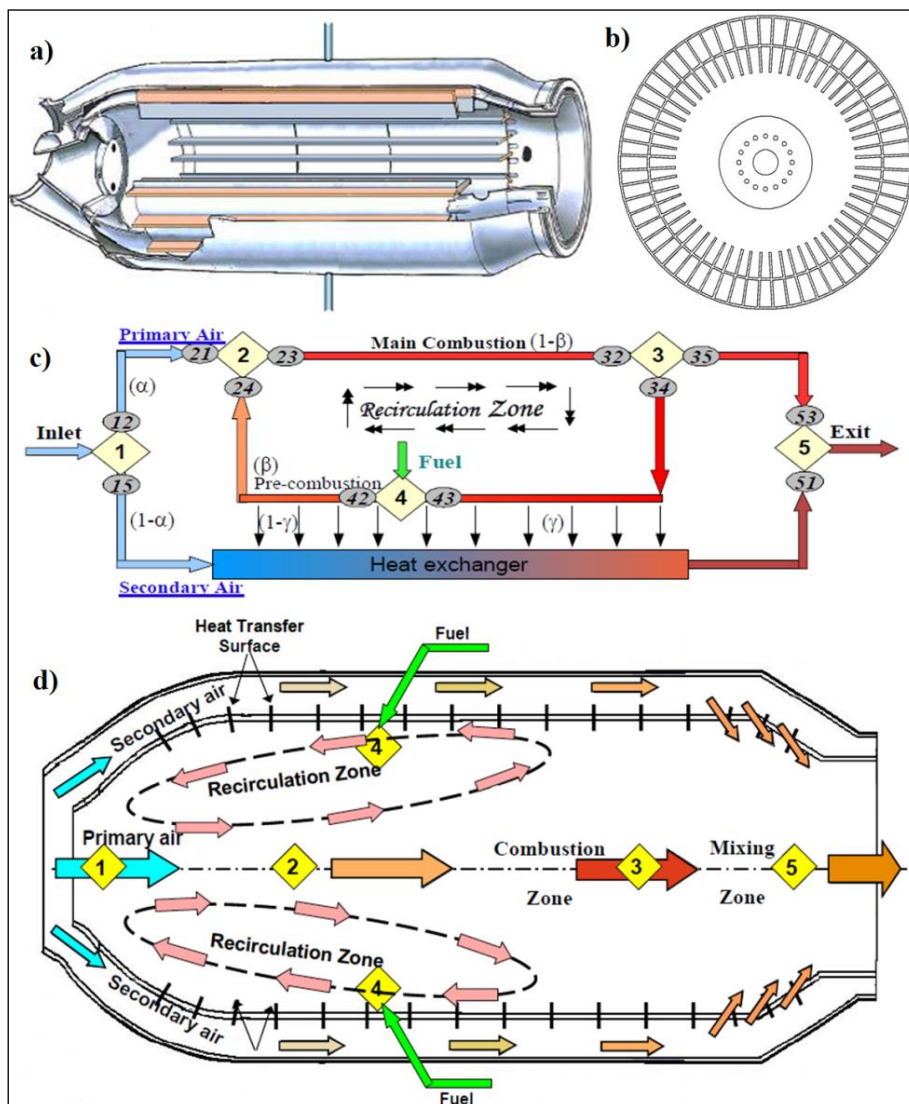 a)
b)
c)
Primary Air
21
2
23
Main Combustion (1-β)
32
3
35
24
34
(α)
Recirculation Zone
12
53
Inlet
1
Fuel
5
Exit
15
(β)
Pre-combustion
42
4
43
51
(1-α)
(1-γ)
(γ)
Heat exchanger
Secondary Air
Heat Transfer
Surface
Fuel
d)
Secondary air
4
Recirculation Zone
Primary air
Combustion
Mixing
1
2
3
5
Zone
Zone
Recirculation Zone
4
Secondary air
Fuel